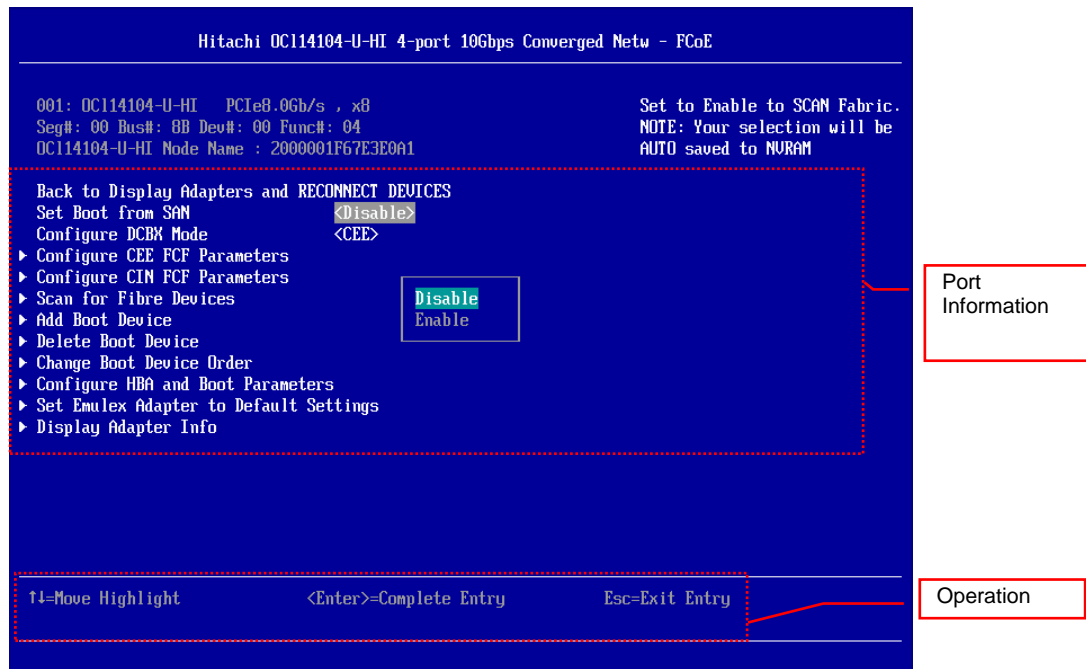 Hitachi OCl14104-U-HI 4-port 10Gbps Converged Netw - FCoE
001: OCl14104-U-HI PCIe8.0Gb/s , x8
Seg#: 00 Bus#: 8B Dev#: 00 Func#: 04
OCl14104-U-HI Node Name : 2000001F67E3E0A1
Set to Enable to SCAN Fabric.
NOTE: Your selection will be
AUTO saved to NVRAM
Back to Display Adapters and RECONNECT DEVICES
Set Boot from SAN <Disable>
Configure DCBX Mode <CEE>
▶ Configure CEE FCF Parameters
▶ Configure CIN FCF Parameters
▶ Scan for Fibre Devices
▶ Add Boot Device
▶ Delete Boot Device
▶ Change Boot Device Order
▶ Configure HBA and Boot Parameters
▶ Set Emulex Adapter to Default Settings
▶ Display Adapter Info
Disable
Enable
Port
Information
↑↓=Move Highlight <Enter>=Complete Entry Esc=Exit Entry
Operation